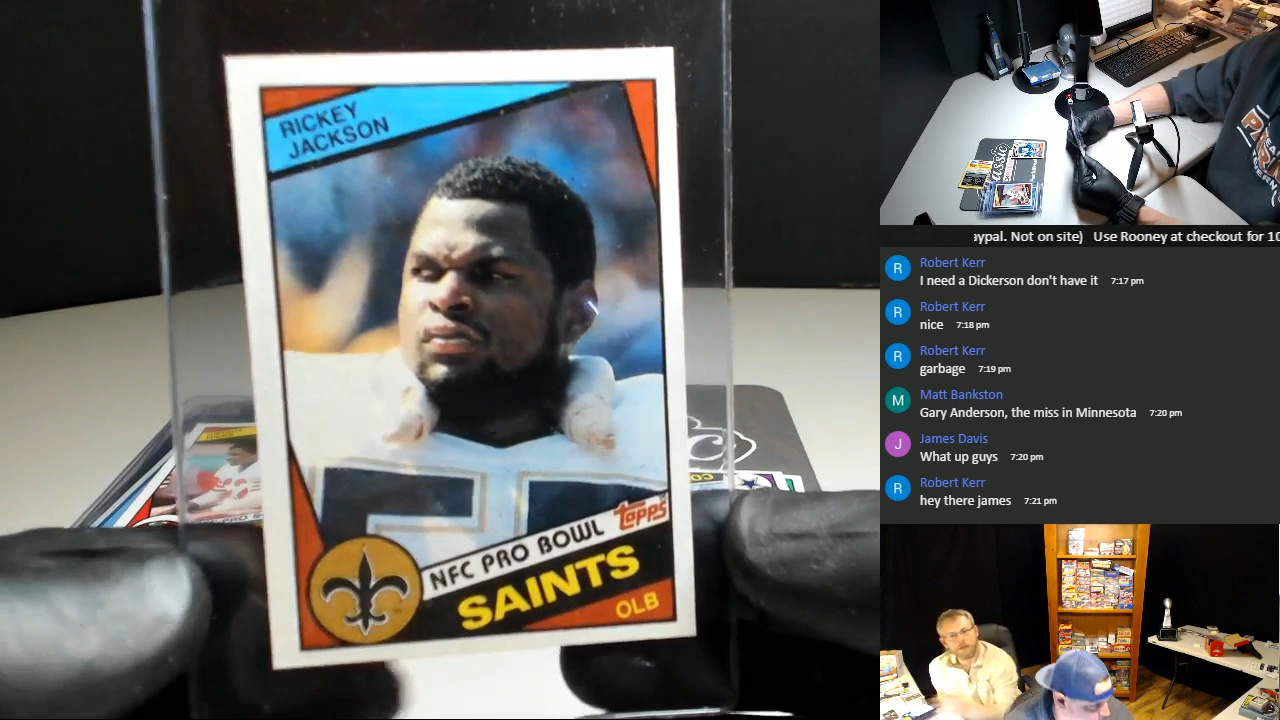 RICKEY
JACKSON
NFC PRO BOWL
topps
SAINTS
OLB
aypal. Not on site) Use Rooney at checkout for 10
R Robert Kerr
I need a Dickerson don't have it 7:17 pm
R Robert Kerr
nice 7:18 pm
R Robert Kerr
garbage 7:19 pm
M Matt Bankston
Gary Anderson, the miss in Minnesota 7:20 pm
J James Davis
What up guys 7:20 pm
R Robert Kerr
hey there james 7:21 pm